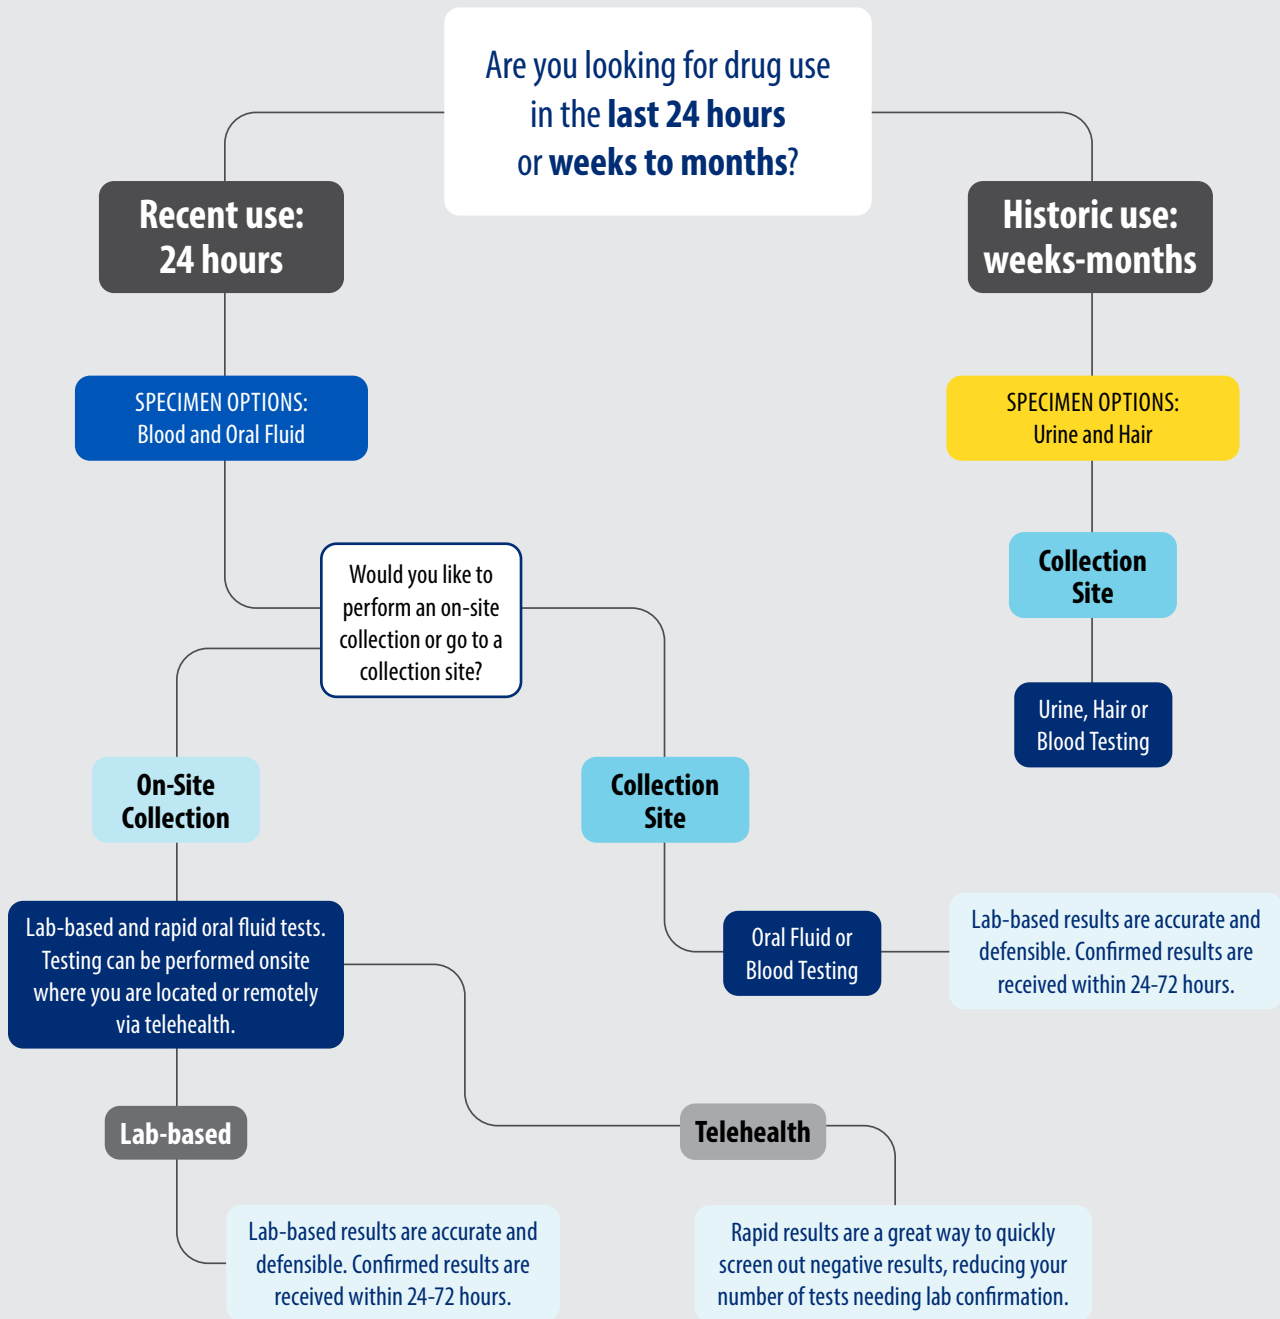 Are you looking for drug use
in the last 24 hours
or weeks to months?
Recent use:
24 hours
Historic use:
weeks-months
SPECIMEN OPTIONS:
Blood and Oral Fluid
SPECIMEN OPTIONS:
Urine and Hair
Would you like to
perform an on-site
collection or go to a
collection site?
Collection
Site
Urine, Hair or
Blood Testing
On-Site
Collection
Collection
Site
Lab-based and rapid oral fluid tests.
Testing can be performed onsite
where you are located or remotely
via telehealth.
Oral Fluid or
Blood Testing
Lab-based results are accurate and
defensible. Confirmed results are
received within 24-72 hours.
Lab-based
Telehealth
Lab-based results are accurate and
defensible. Confirmed results are
received within 24-72 hours.
Rapid results are a great way to quickly
screen out negative results, reducing your
number of tests needing lab confirmation.